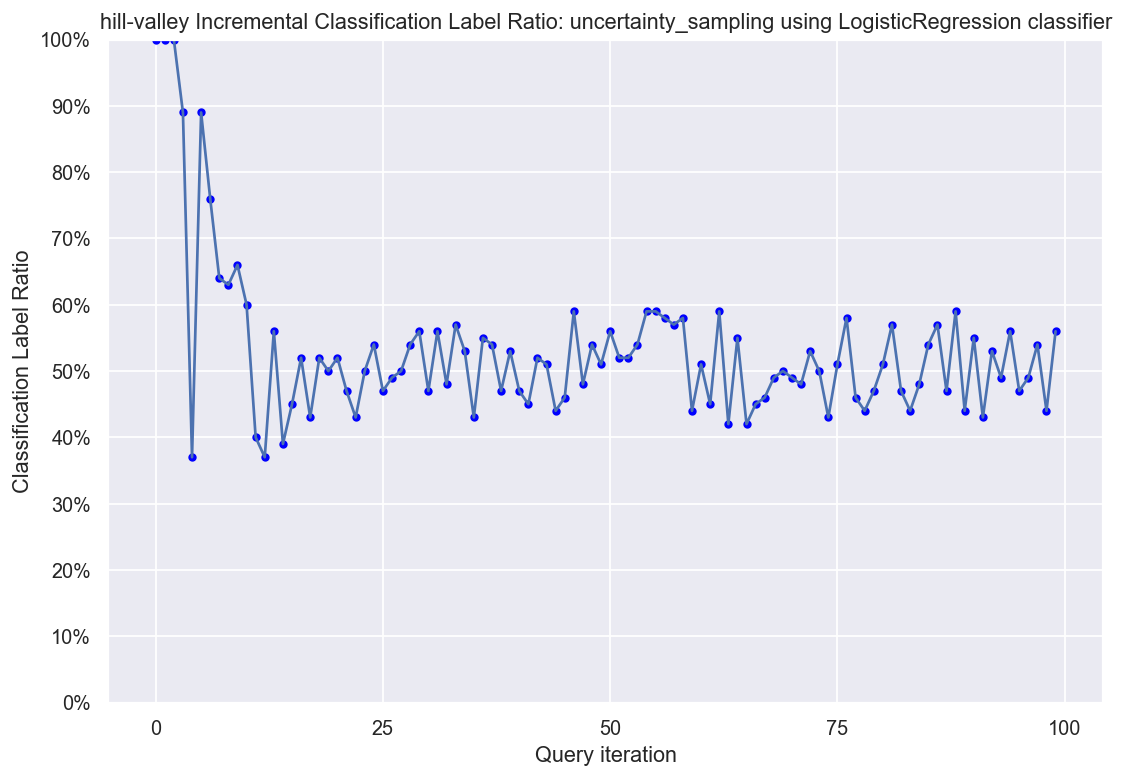 hill-valley Incremental Classification Label Ratio: uncertainty_sampling using LogisticRegression classifier
100%
90%
80%
70%
60%
50%
40%
30%
20%
10%
0%
Classification Label Ratio
0 25 50 75 100
Query iteration